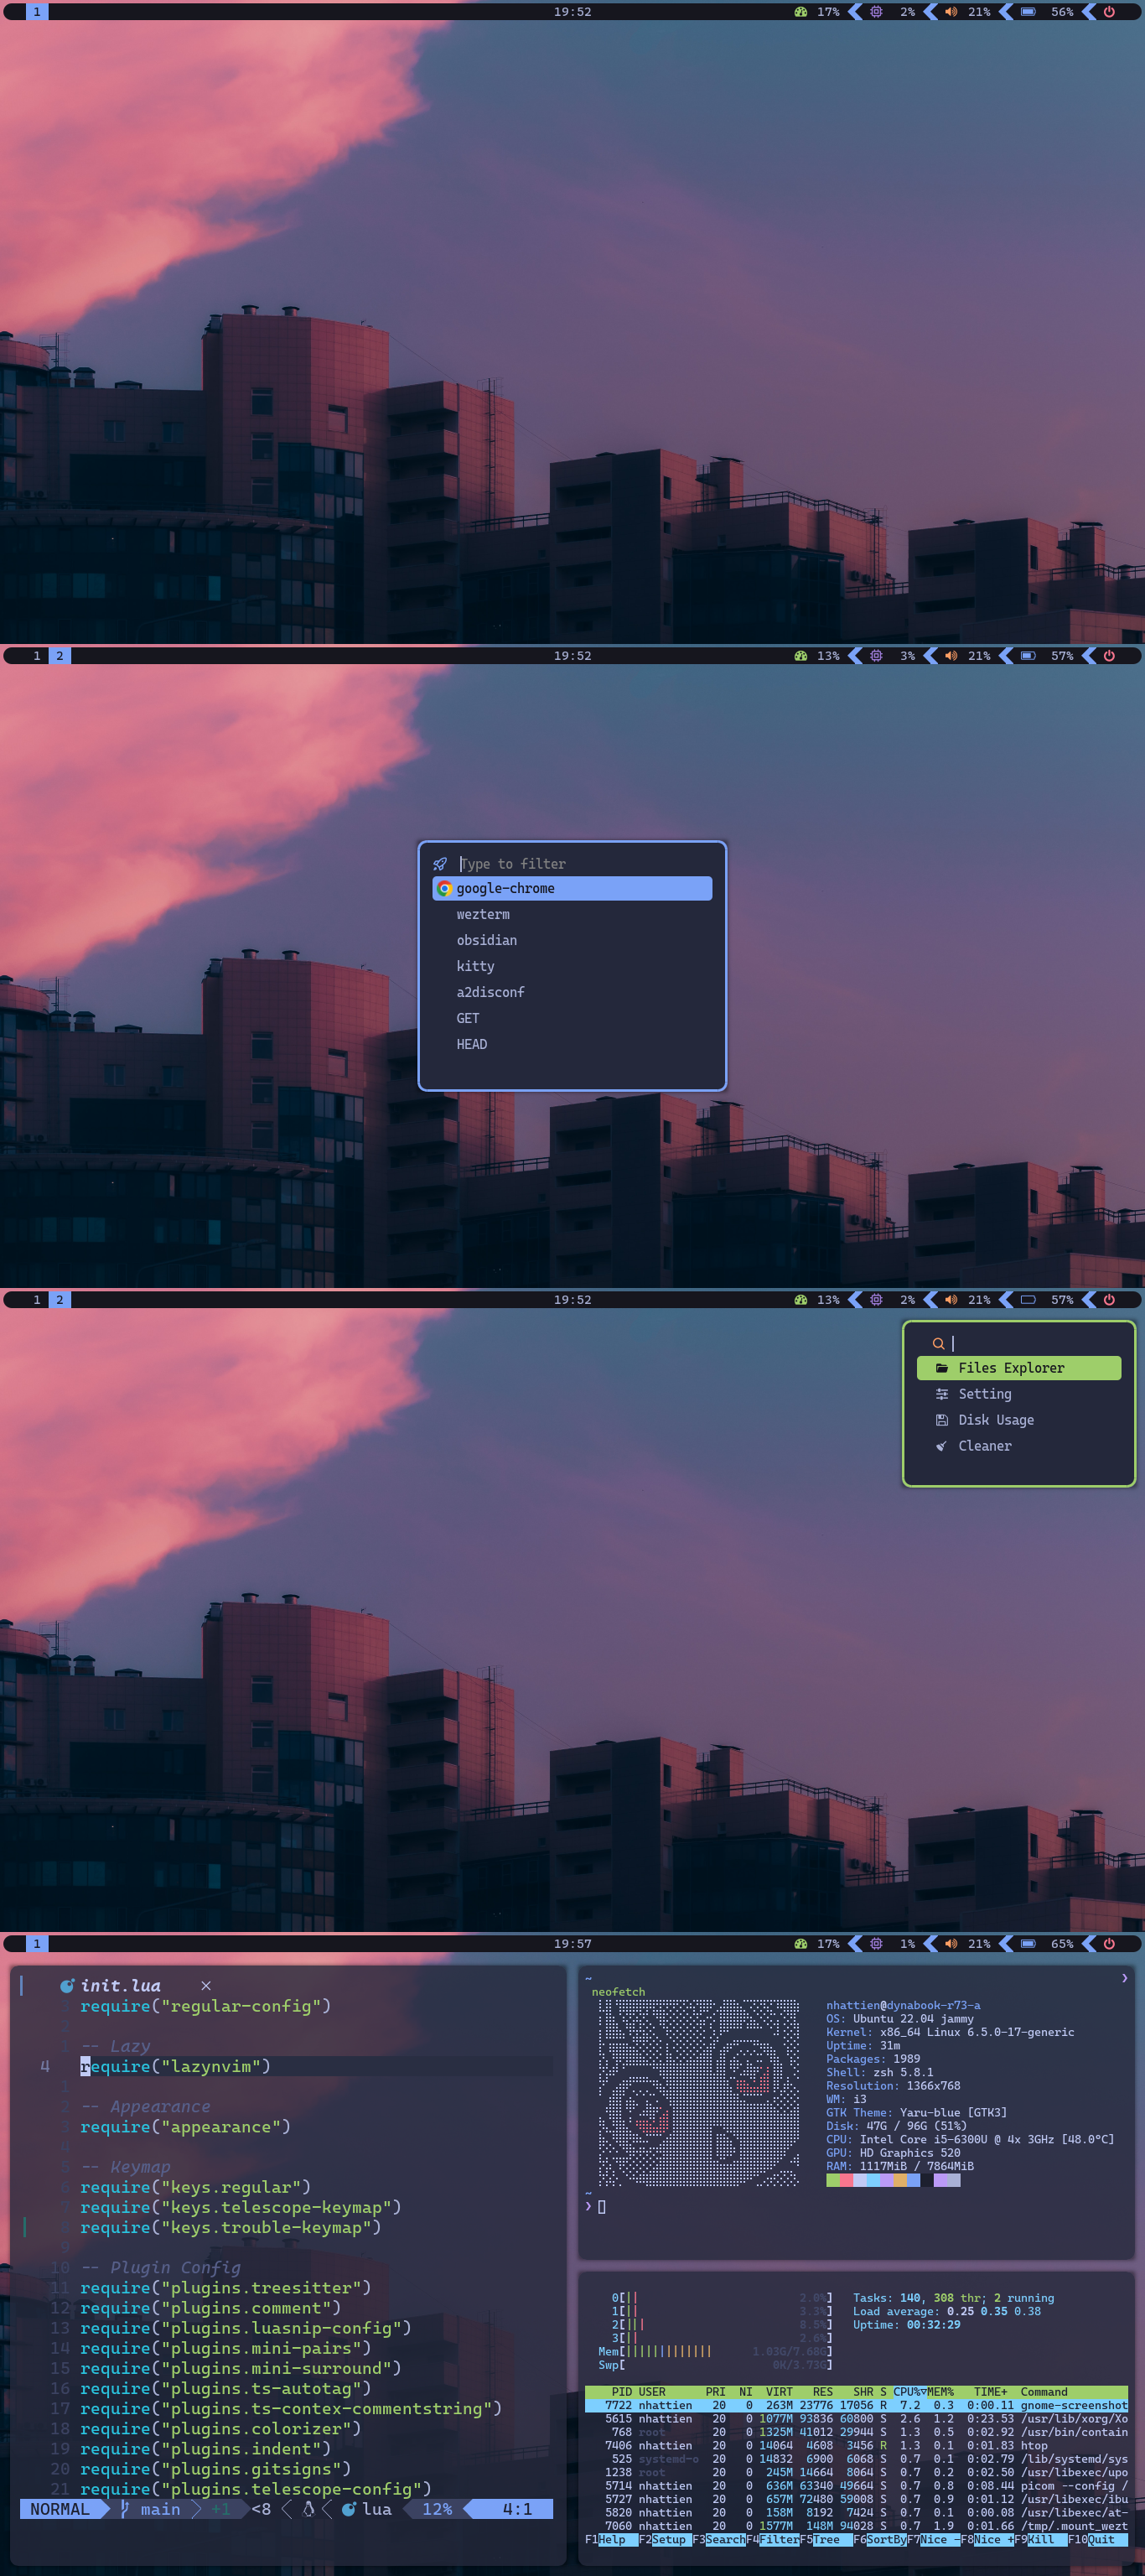 1 19:52 17% 2% 21% 56%
1 2 19:52 13% 3% 21% 57%
Type to filter
google-chrome
wezterm
obsidian
kitty
a2disconf
GET
HEAD
1 2 19:52 13% 2% 21% 57%
Files Explorer
Setting
Disk Usage
Cleaner
1 19:57 17% 1% 21% 65%
init.lua ×
3 require("regular-config")
2
1 -- Lazy
4 require("lazynvim")
1
2 -- Appearance
3 require("appearance")
4
5 -- Keymap
6 require("keys.regular")
7 require("keys.telescope-keymap")
8 require("keys.trouble-keymap")
9
10 -- Plugin Config
11 require("plugins.treesitter")
12 require("plugins.comment")
13 require("plugins.luasnip-config")
14 require("plugins.mini-pairs")
15 require("plugins.mini-surround")
16 require("plugins.ts-autotag")
17 require("plugins.ts-contex-commentstring")
18 require("plugins.colorizer")
19 require("plugins.indent")
20 require("plugins.gitsigns")
21 require("plugins.telescope-config")
NORMAL main +1 <8 lua 12% 4:1
~ ❯
neofetch
nhattien@dynabook-r73-a
OS: Ubuntu 22.04 jammy
Kernel: x86_64 Linux 6.5.0-17-generic
Uptime: 31m
Packages: 1989
Shell: zsh 5.8.1
Resolution: 1366x768
WM: i3
GTK Theme: Yaru-blue [GTK3]
Disk: 47G / 96G (51%)
CPU: Intel Core i5-6300U @ 4x 3GHz [48.0°C]
GPU: HD Graphics 520
RAM: 1117MiB / 7864MiB
~
❯
0[|| 2.0%] Tasks: 140, 308 thr; 2 running
1[|| 3.3%] Load average: 0.25 0.35 0.38
2[||| 8.5%] Uptime: 00:32:29
3[|| 2.6%]
Mem[||||||||||||| 1.03G/7.68G]
Swp[ 0K/3.73G]
PID USER PRI NI VIRT RES SHR S CPU%▽MEM% TIME+ Command
7722 nhattien 20 0 263M 23776 17056 R 7.2 0.3 0:00.11 gnome-screenshot
5615 nhattien 20 0 1077M 93836 60800 S 2.6 1.2 0:23.53 /usr/lib/xorg/Xo
768 root 20 0 1325M 41012 29944 S 1.3 0.5 0:02.92 /usr/bin/contain
7406 nhattien 20 0 14064 4608 3456 R 1.3 0.1 0:01.83 htop
525 systemd-o 20 0 14832 6900 6068 S 0.7 0.1 0:02.79 /lib/systemd/sys
1238 root 20 0 245M 14664 8064 S 0.7 0.2 0:02.50 /usr/libexec/upo
5714 nhattien 20 0 636M 63340 49664 S 0.7 0.8 0:08.44 picom --config /
5727 nhattien 20 0 657M 72480 59008 S 0.7 0.9 0:01.12 /usr/libexec/ibu
5820 nhattien 20 0 158M 8192 7424 S 0.7 0.1 0:00.08 /usr/libexec/at-
7060 nhattien 20 0 1577M 148M 94028 S 0.7 1.9 0:01.66 /tmp/.mount_wezt
F1Help F2Setup F3SearchF4FilterF5Tree F6SortByF7Nice -F8Nice +F9Kill F10Quit